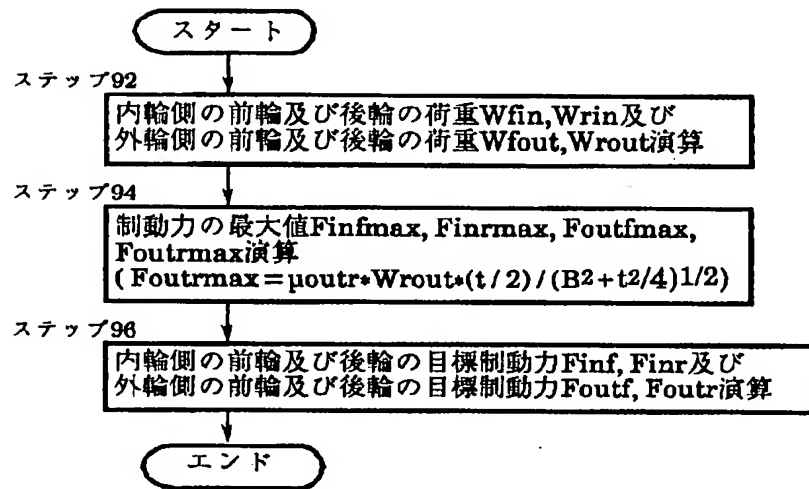 スタート
ステップ92
内輪側の前輪及び後輪の荷重Wfin,Wrin及び
外輪側の前輪及び後輪の荷重Wfout,Wrout演算
ステップ94
制動力の最大値Finfmax, Finrmax, Foutfmax,
Foutrmax演算
( Foutrmax＝μoutr*Wrout*(t/2)/(B2+t2/4)1/2)
ステップ96
内輪側の前輪及び後輪の目標制動力Finf, Finr及び
外輪側の前輪及び後輪の目標制動力Foutf, Foutr演算
エンド